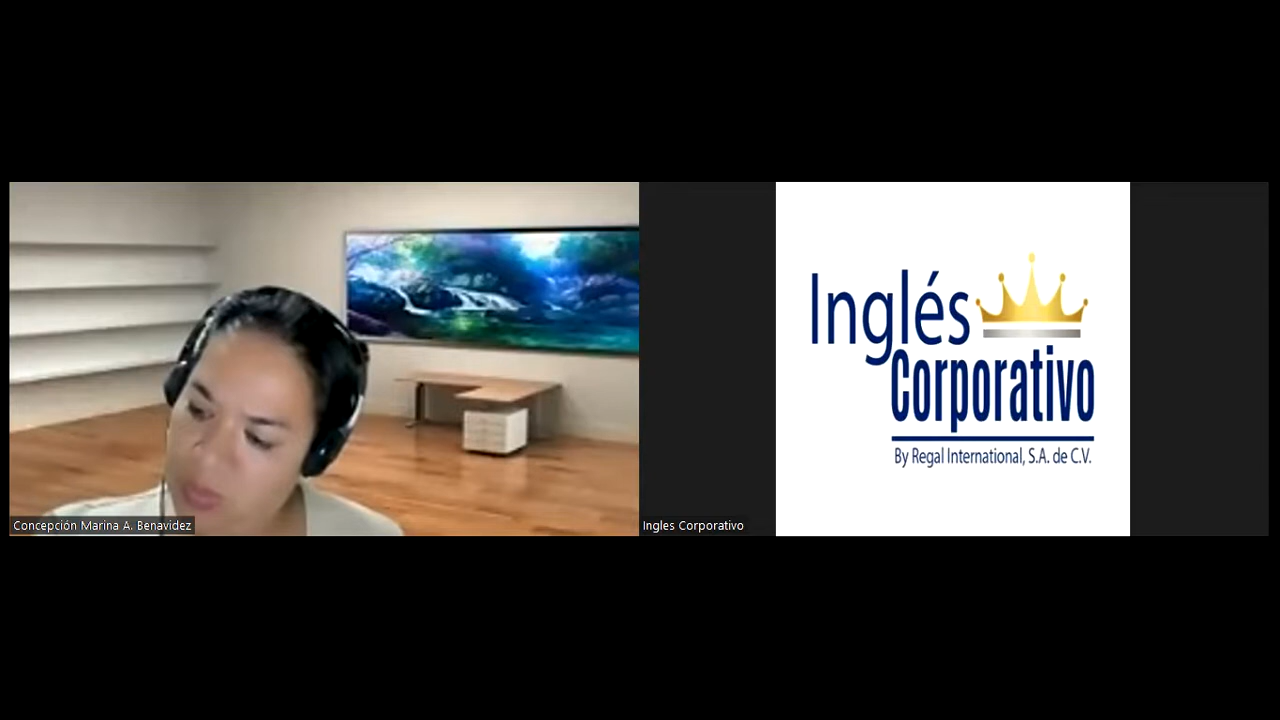 Inglés
Corporativo
By Regal International, S.A. de C.V.
Concepción Marina A. Benavidez
Ingles Corporativo